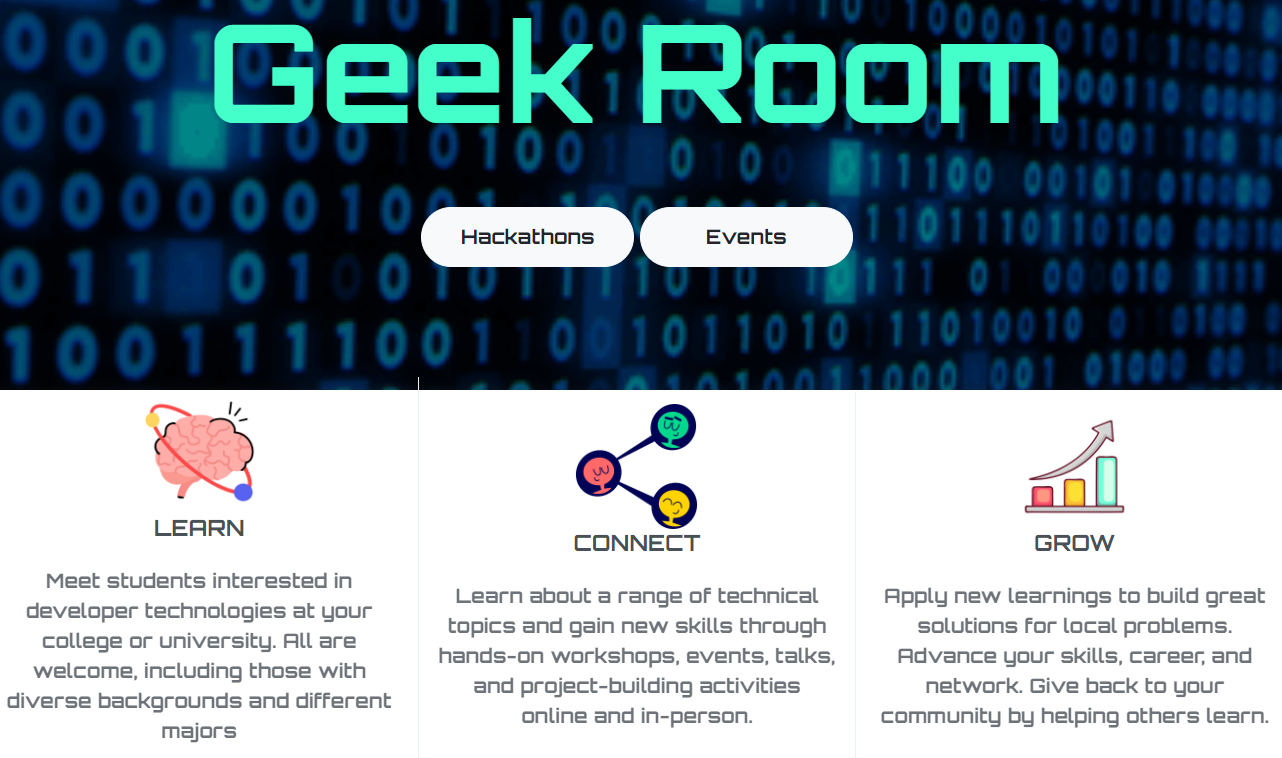 Geek Room
Hackathons
Events
LEARN
Meet students interested in
developer technologies at your
college or university. All are
welcome, including those with
diverse backgrounds and different
majors
CONNECT
Learn about a range of technical
topics and gain new skills through
hands-on workshops, events, talks,
and project-building activities
online and in-person.
GROW
Apply new learnings to build great
solutions for local problems.
Advance your skills, career, and
network. Give back to your
community by helping others learn.